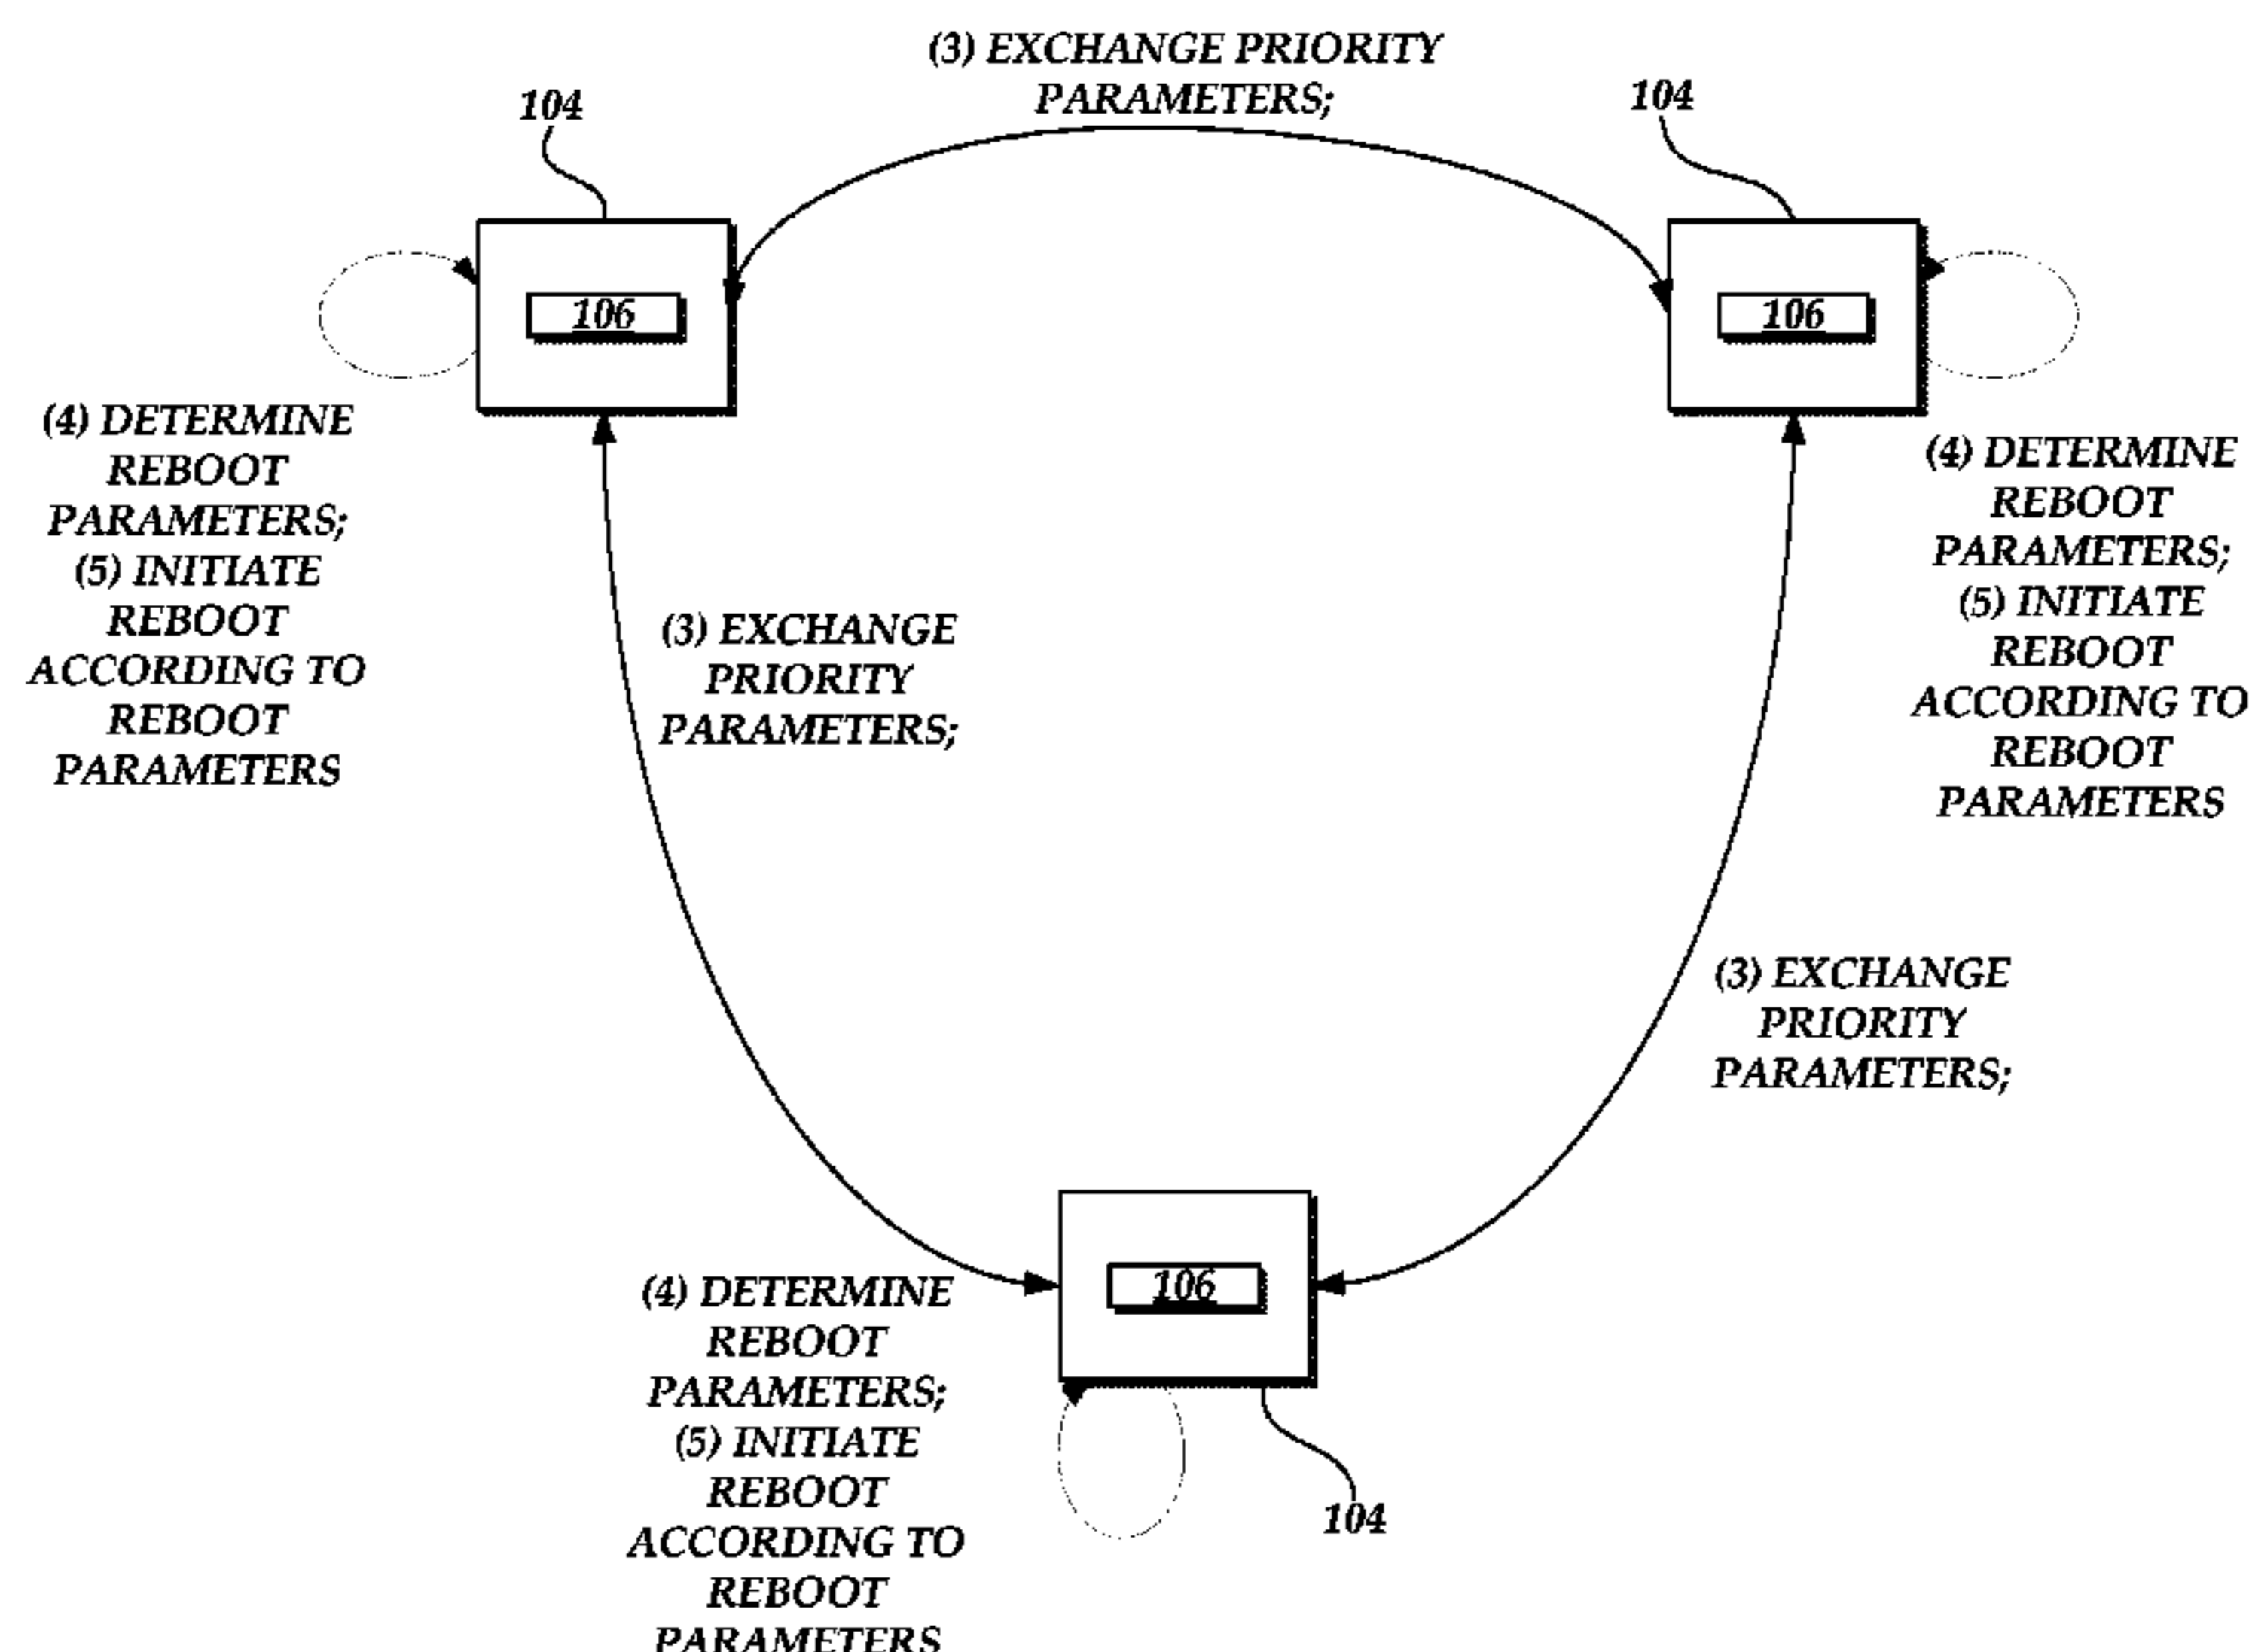 (3) EXCHANGE PRIORITY
PARAMETERS;
104
104
106
106
(4) DETERMINE
REBOOT
PARAMETERS;
(5) INITIATE
REBOOT
ACCORDING TO
REBOOT
PARAMETERS
(4) DETERMINE
REBOOT
PARAMETERS;
(5) INITIATE
REBOOT
ACCORDING TO
REBOOT
PARAMETERS
(3) EXCHANGE
PRIORITY
PARAMETERS;
(3) EXCHANGE
PRIORITY
PARAMETERS;
106
(4) DETERMINE
REBOOT
PARAMETERS;
(5) INITIATE
REBOOT
ACCORDING TO
REBOOT
PARAMETERS
104